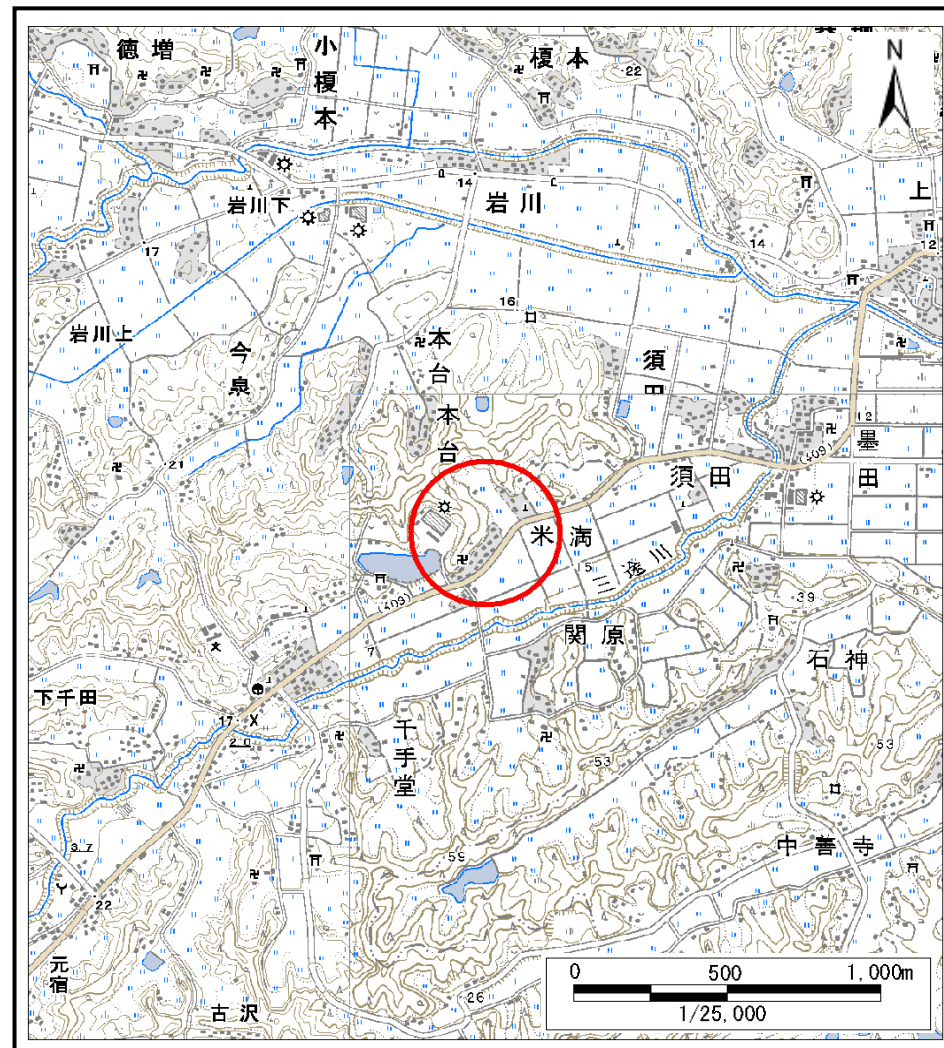 徳増
小榎本
榎本
22
N
上
12
14
岩川
岩川下
17
14
16
岩川上
今泉
本台
須田
本台
12
墨田
(409)
須田
21
米満
5
三途川
39
(409)
関原
7
石神
下千田
17
20
千手堂
53
53
中善寺
37
59
22
元宿
26
古沢
0 500 1,000m
1/25,000